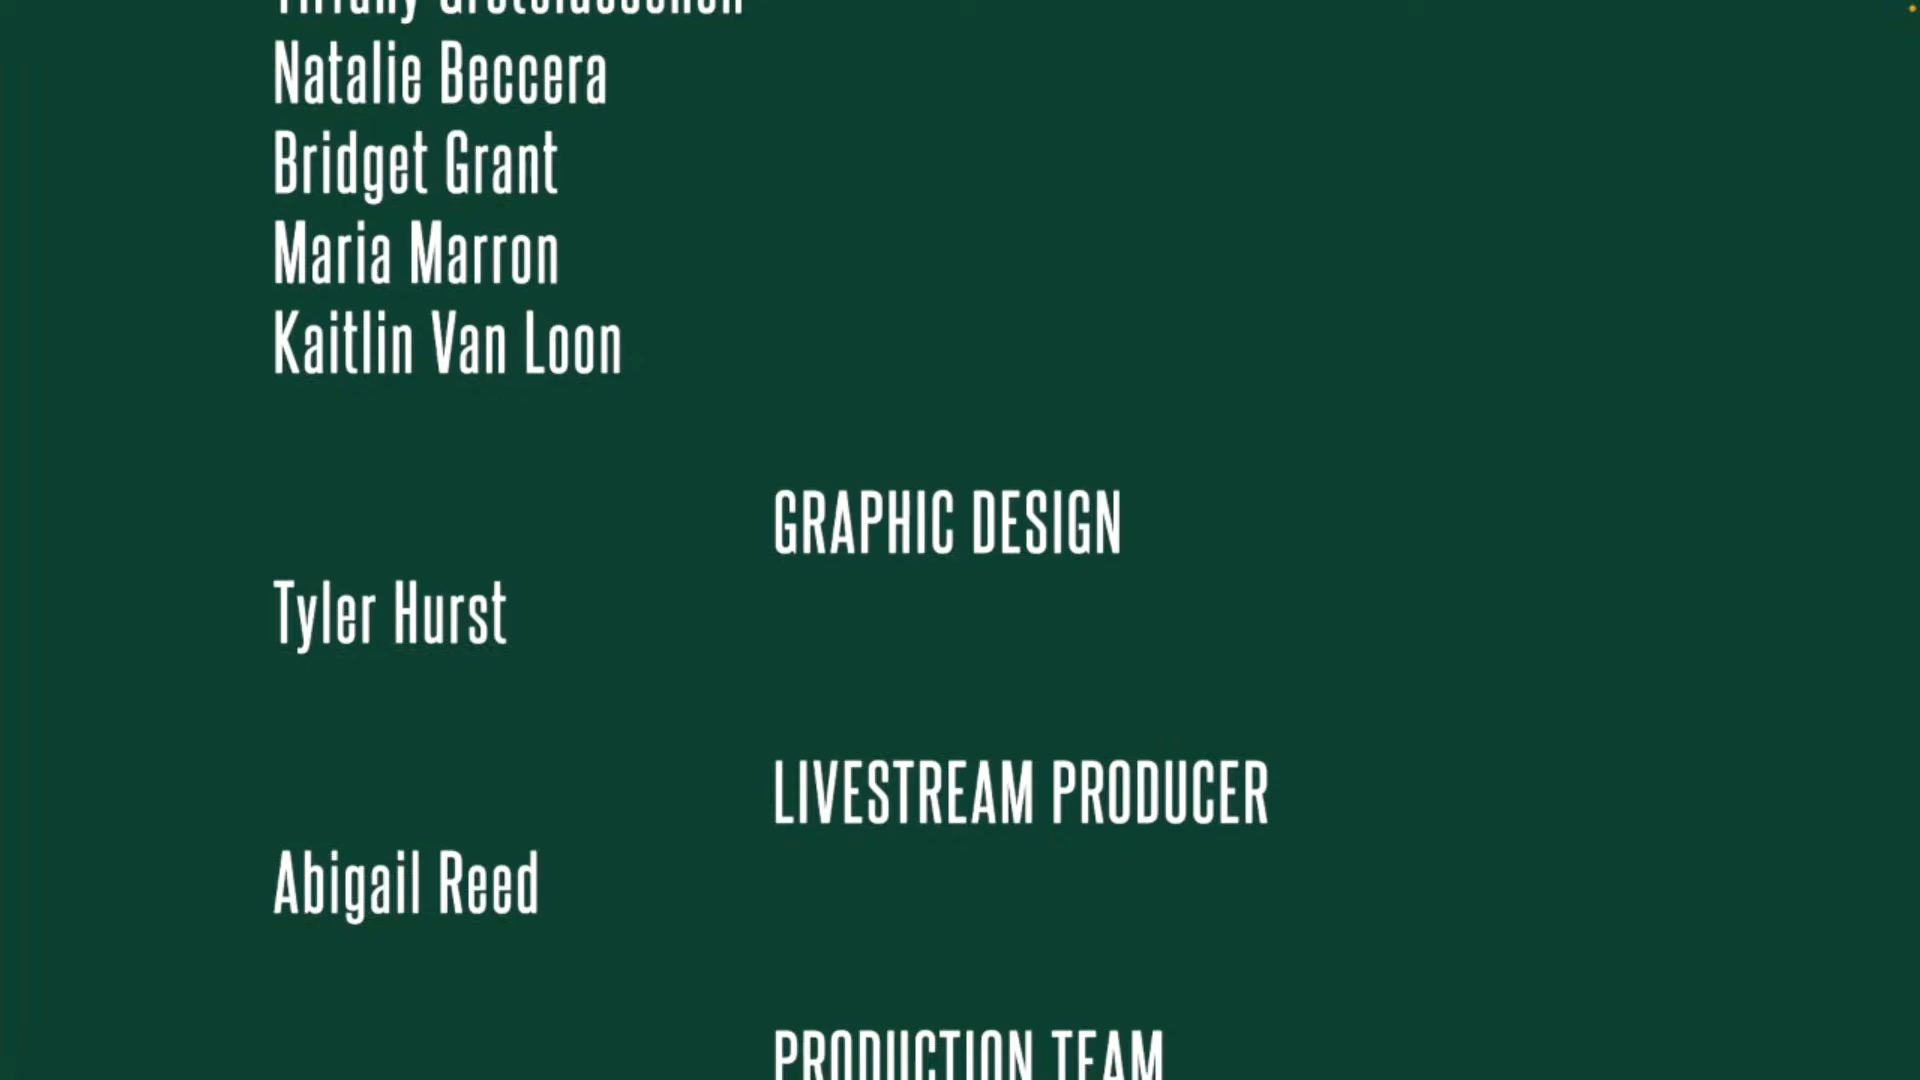 Tiffany
Natalie Beccera
Bridget Grant
Maria Marron
Kaitlin Van Loon
GRAPHIC DESIGN
Tyler Hurst
LIVESTREAM PRODUCER
Abigail Reed
PRODUCTION TEAM